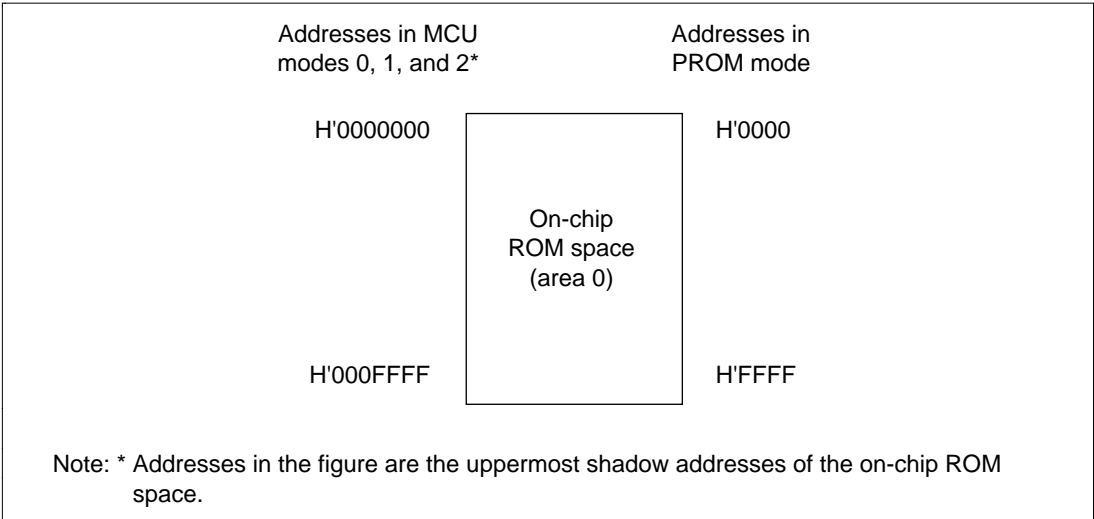 Addresses in MCU
modes 0, 1, and 2*
Addresses in
PROM mode
H'0000000
H'0000
On-chip
ROM space
(area 0)
H'000FFFF
H'FFFF
Note: * Addresses in the figure are the uppermost shadow addresses of the on-chip ROM
space.